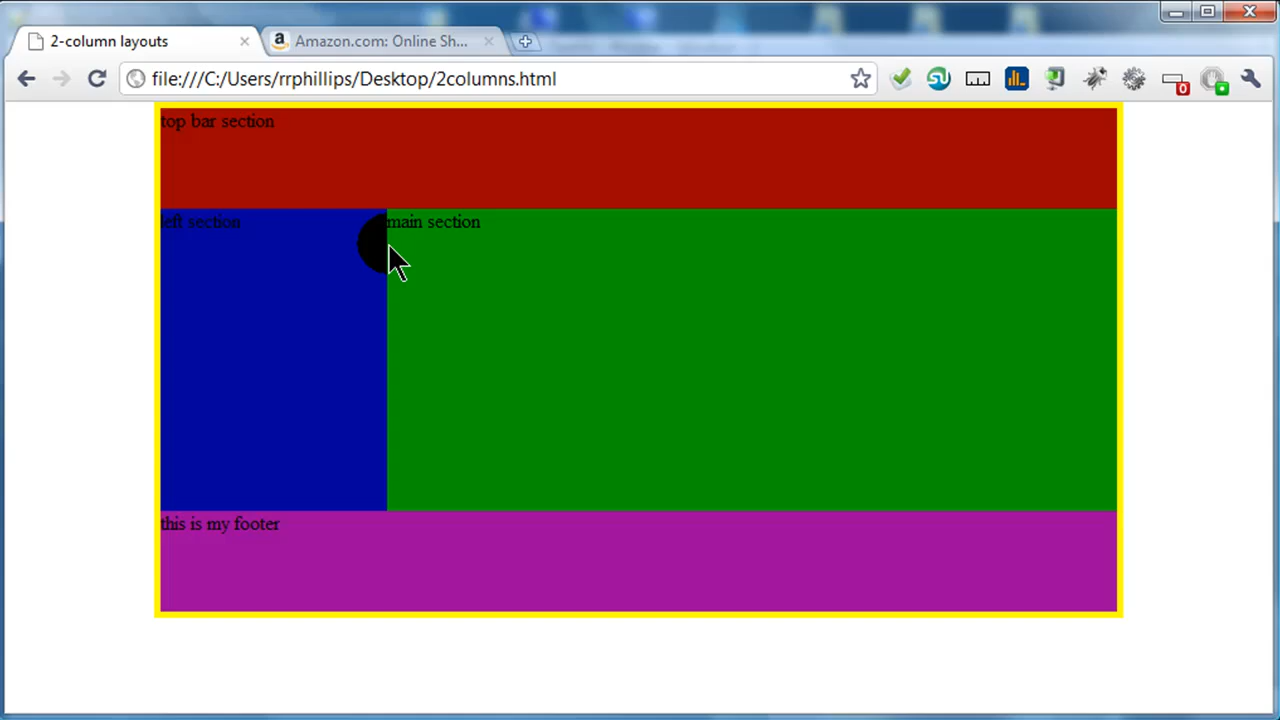 2-column layouts
Amazon.com: Online Sh...
file:///C:/Users/rrphillips/Desktop/2columns.html
0
top bar section
left section
main section
this is my footer